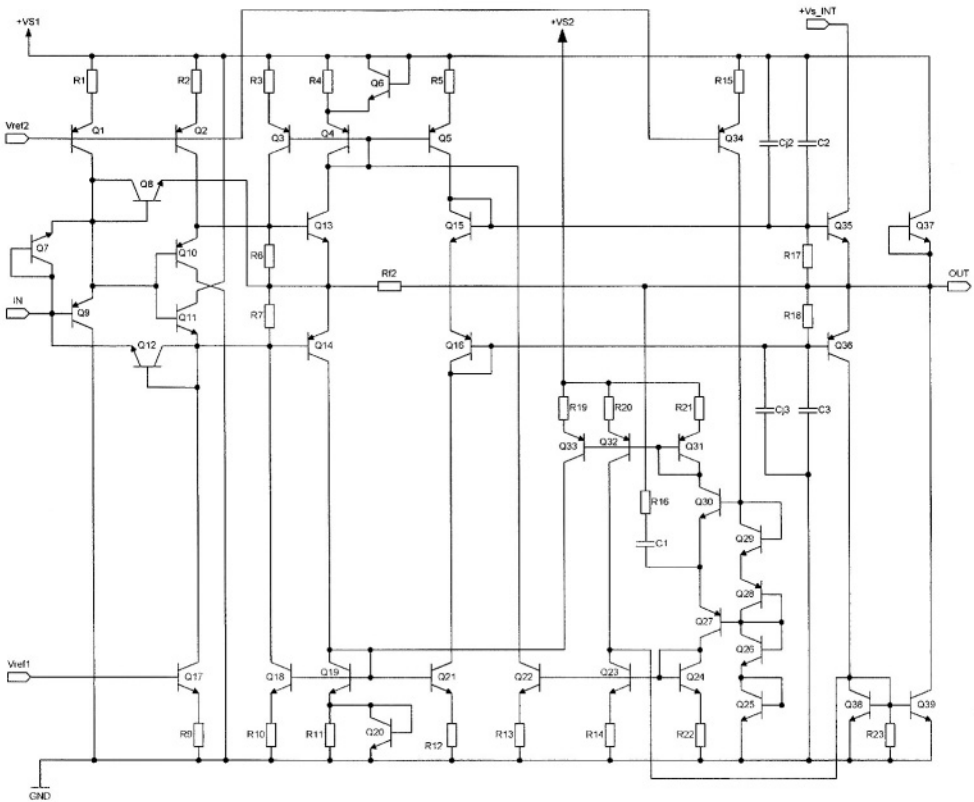 +Vs_INT
+VS1
+VS2
R1
R2
R3
R4
Q6
R5
R15
Vref2
Q1
Q2
Q3
Q4
Q5
Q34
Cj2
C2
Q8
Q7
Q10
Q13
Q15
Q35
Q37
R6
R17
Rf2
OUT
IN
Q9
Q11
R7
R18
Q12
Q14
Q16
Q36
R19
R20
R21
Cj3
C3
Q33
Q32
Q31
R16
Q30
C1
Q29
Q28
Q27
Q26
Vref1
Q17
Q18
Q19
Q21
Q22
Q23
Q24
Q25
Q38
Q39
R9
R10
R11
Q20
R12
R13
R14
R22
R23
GND